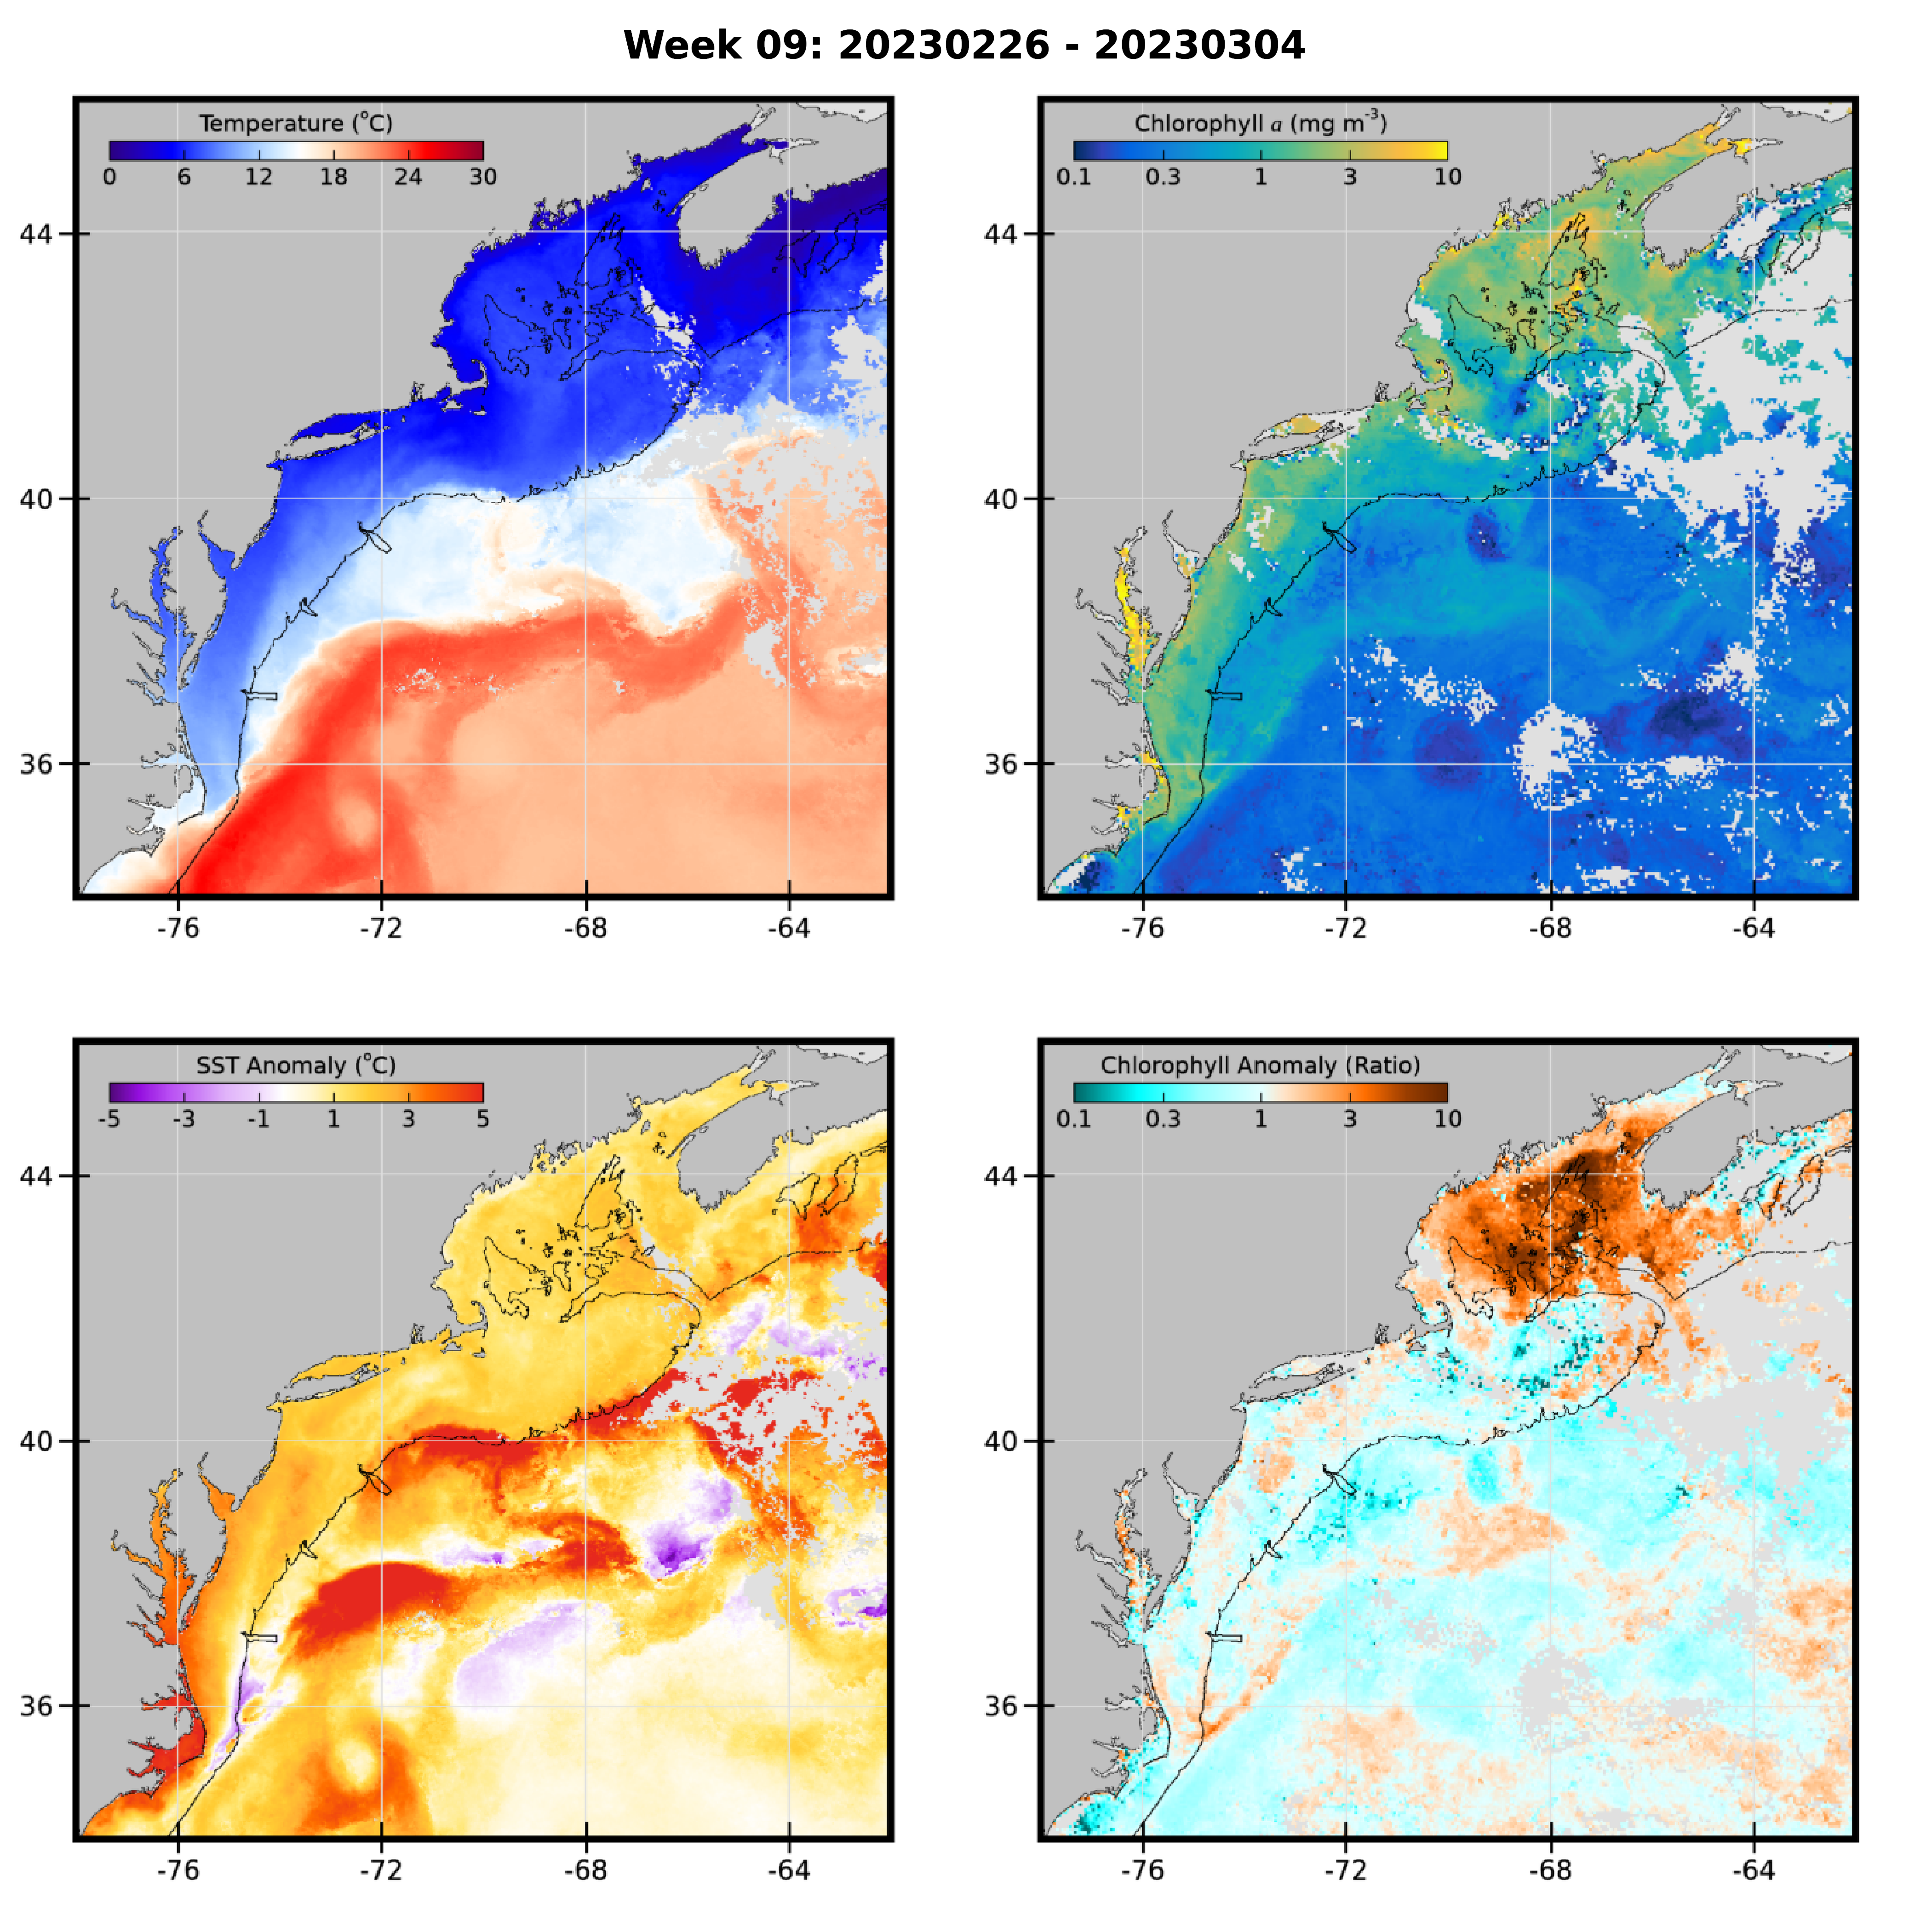 Week 09: 20230226 - 20230304
Temperature (°C)
0 6 12 18 24 30
44
40
36
-76 -72 -68 -64
Chlorophyll a (mg m⁻³)
0.1 0.3 1 3 10
44
40
36
-76 -72 -68 -64
SST Anomaly (°C)
-5 -3 -1 1 3 5
44
40
36
-76 -72 -68 -64
Chlorophyll Anomaly (Ratio)
0.1 0.3 1 3 10
44
40
36
-76 -72 -68 -64